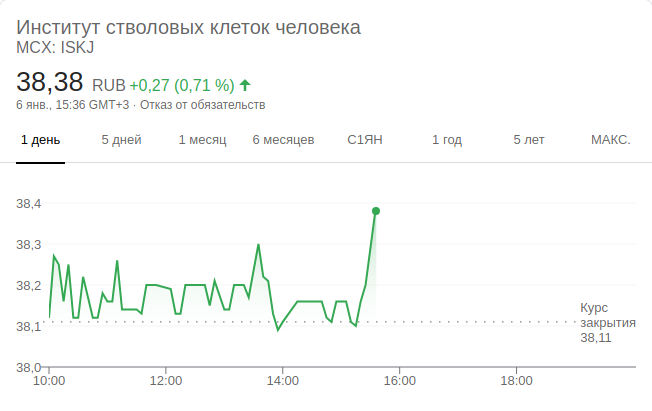 Институт стволовых клеток человека
MCX: ISKJ
38,38 RUB +0,27 (0,71 %)
6 янв., 15:36 GMT+3 · Отказ от обязательств
1 день 5 дней 1 месяц 6 месяцев С1ЯН 1 год 5 лет МАКС.
38,4
38,3
38,2
38,1
38,0
Курс
закрытия
38,11
10:00 12:00 14:00 16:00 18:00